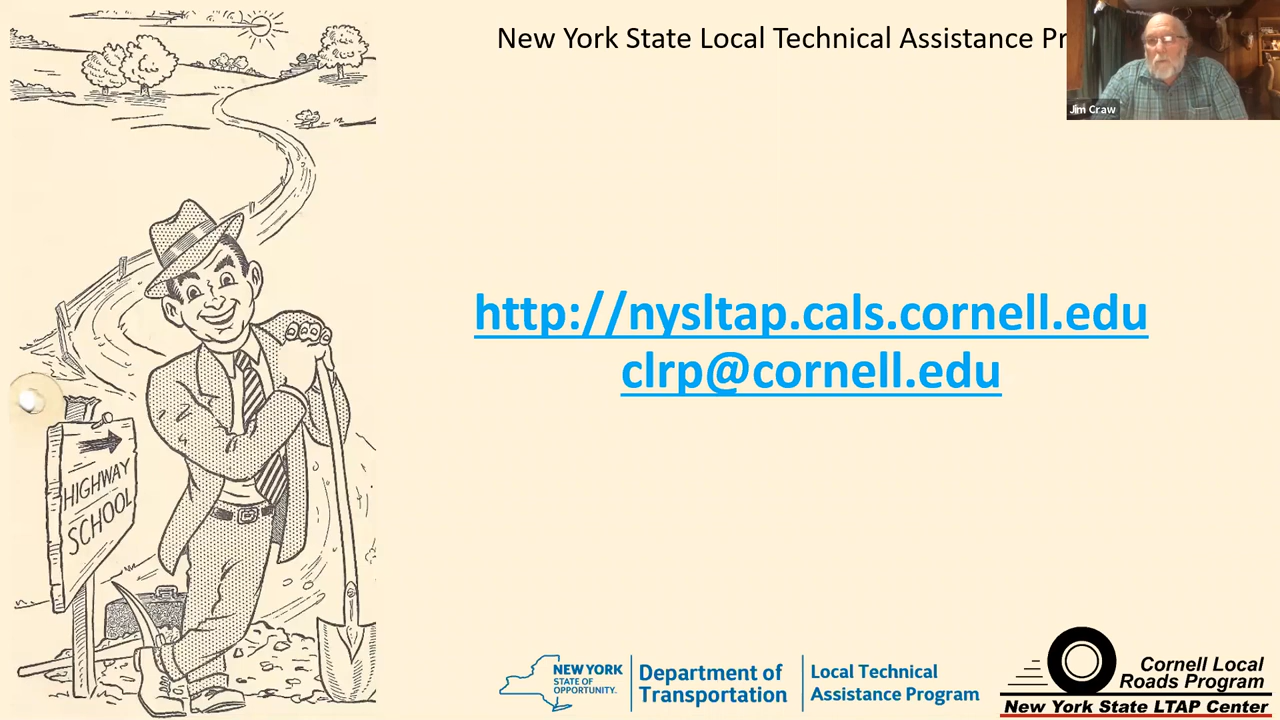 New York State Local Technical Assistance Pr
Jim Craw
http://nysltap.cals.cornell.edu
clrp@cornell.edu
HIGHWAY
SCHOOL
NEW YORK
STATE OF
OPPORTUNITY.
Department of
Transportation
Local Technical
Assistance Program
Cornell Local
Roads Program
New York State LTAP Center